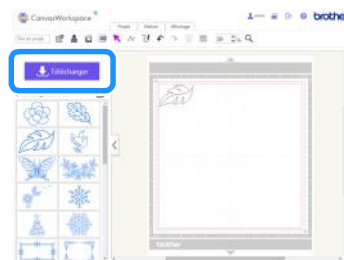 CanvasWorkspace
brother
Projet Édition Affichage
Télécharger
brother